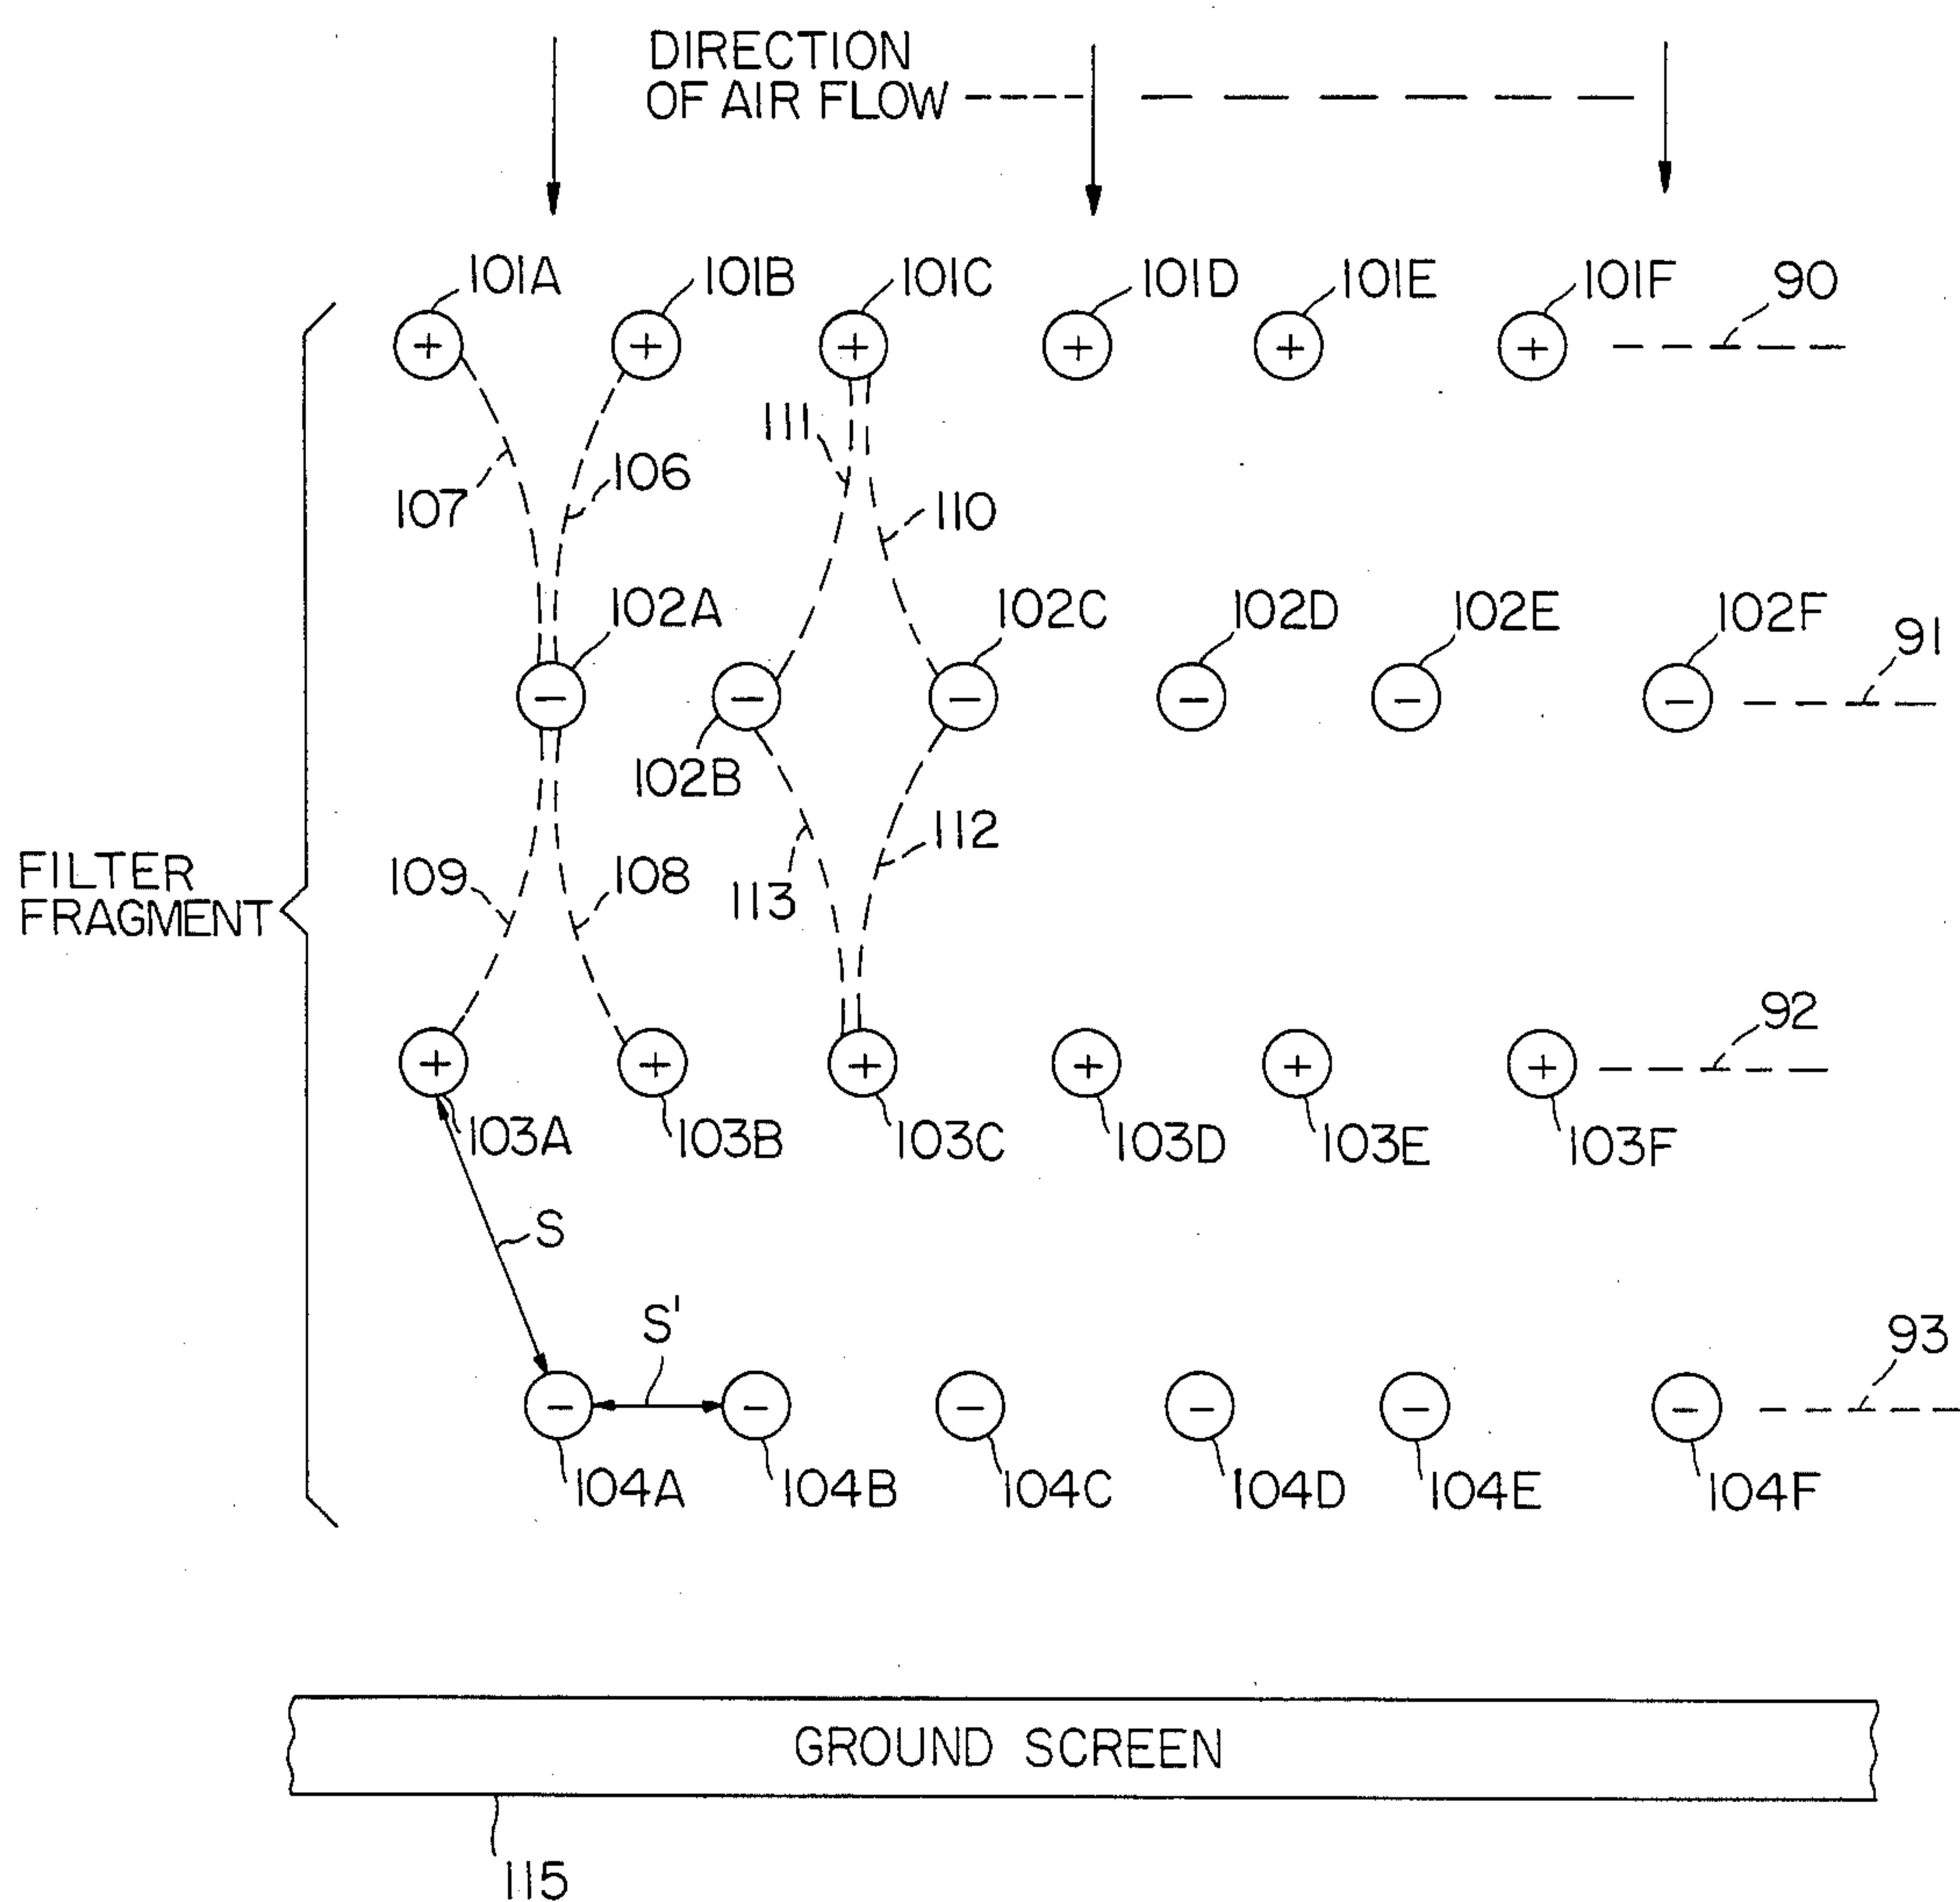 DIRECTION
OF AIR FLOW
101A 101B 101C 101D 101E 101F 90
+ + + + + +
111
107 106 110
102A 102C 102D 102E 102F 91
− − − − − −
102B
109 108 113 112
FILTER
FRAGMENT
92
+ + + + + +
103A 103B 103C 103D 103E 103F
S
S'
93
− − − − − −
104A 104B 104C 104D 104E 104F
GROUND SCREEN
115